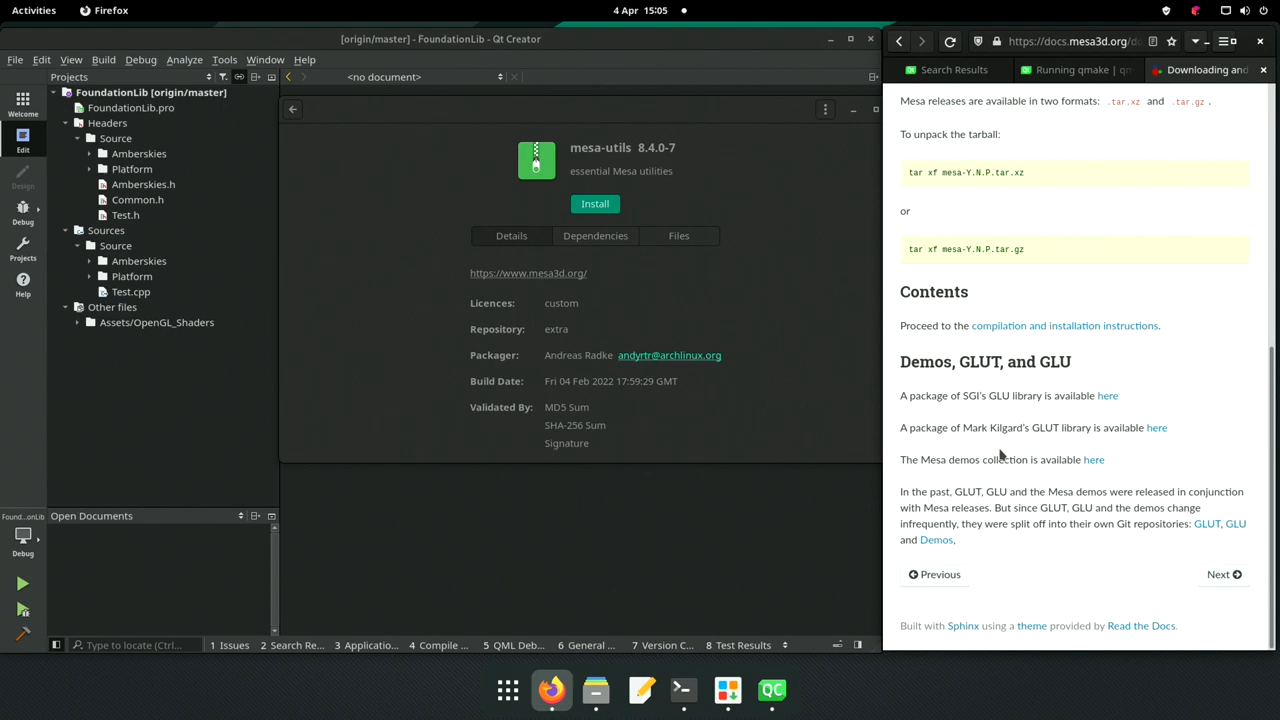 Activities Firefox 4 Apr 15:05
[origin/master] - FoundationLib - Qt Creator
File Edit View Build Debug Analyze Tools Window Help
Projects
<no document>
Welcome
Edit
Design
Debug
Projects
Help
FoundationLib [origin/master]
FoundationLib.pro
Headers
Source
Amberskies
Platform
Amberskies.h
Common.h
Test.h
Sources
Source
Amberskies
Platform
Test.cpp
Other files
Assets/OpenGL_Shaders
Found...onLib
Debug
Open Documents
Type to locate (Ctrl...
1 Issues 2 Search Re... 3 Applicatio... 4 Compile ... 5 QML Deb... 6 General ... 7 Version C... 8 Test Results
mesa-utils 8.4.0-7
essential Mesa utilities
Install
Details Dependencies Files
https://www.mesa3d.org/
Licences: custom
Repository: extra
Packager: Andreas Radke andyrtr@archlinux.org
Build Date: Fri 04 Feb 2022 17:59:29 GMT
Validated By: MD5 Sum
SHA-256 Sum
Signature
https://docs.mesa3d.org/do
Search Results Running qmake | qm Downloading and
Mesa releases are available in two formats: .tar.xz and .tar.gz .
To unpack the tarball:
tar xf mesa-Y.N.P.tar.xz
or
tar xf mesa-Y.N.P.tar.gz
Contents
Proceed to the compilation and installation instructions.
Demos, GLUT, and GLU
A package of SGI's GLU library is available here
A package of Mark Kilgard's GLUT library is available here
The Mesa demos collection is available here
In the past, GLUT, GLU and the Mesa demos were released in conjunction
with Mesa releases. But since GLUT, GLU and the demos change
infrequently, they were split off into their own Git repositories: GLUT, GLU
and Demos,
Previous Next
Built with Sphinx using a theme provided by Read the Docs.
QC